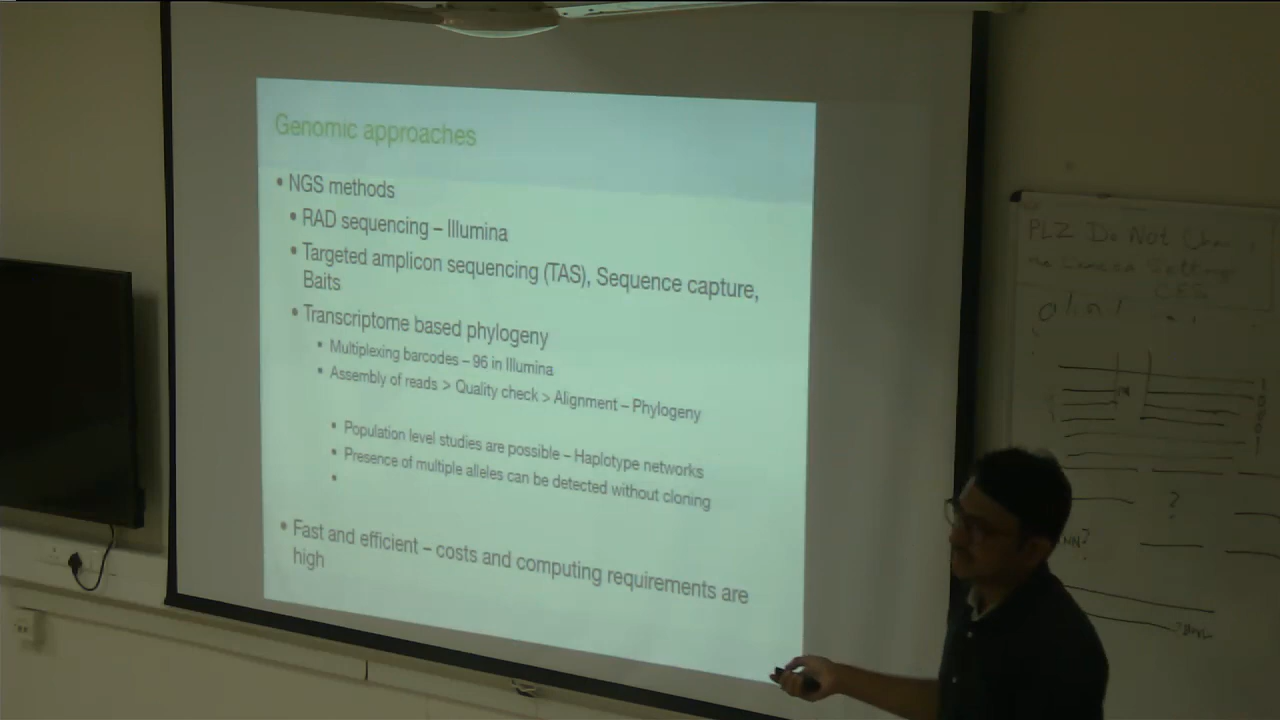 Genomic approaches
• NGS methods
• RAD sequencing – Illumina
• Targeted amplicon sequencing (TAS), Sequence capture,
Baits
• Transcriptome based phylogeny
• Multiplexing barcodes – 96 in Illumina
• Assembly of reads > Quality check > Alignment – Phylogeny
• Population level studies are possible – Haplotype networks
• Presence of multiple alleles can be detected without cloning
•
• Fast and efficient – costs and computing requirements are
high
PLZ Do Not
Camera Setting
?